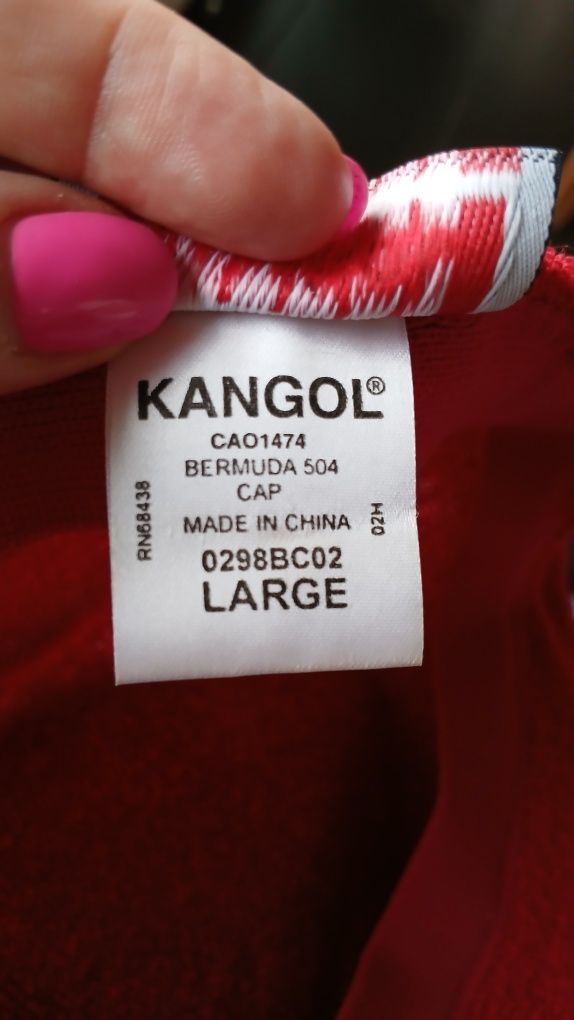 KANGOL®
CAO1474
BERMUDA 504
CAP
MADE IN CHINA
0298BC02
LARGE
RN68438
02H